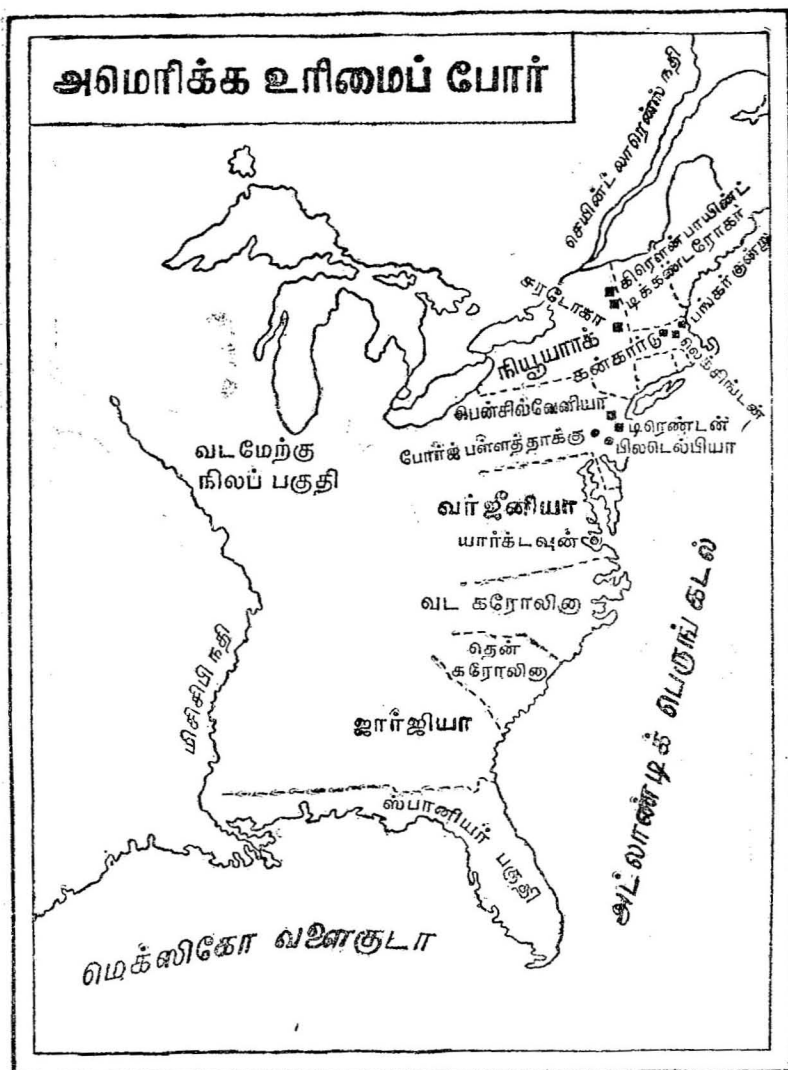 அமெரிக்க உரிமைப் போர்
செயின்ட் லாரென்ஸ் நதி
கிரௌன்பாயின்ட்
டிக்கண்டரோகர்
சரடோகா
பங்கர் குன்று
நியூயார்க்
கன்கார்டு
லெக்சிங்டன்
பென்சில்வேனியா
டிரெண்டன்
போர்ஜ் பள்ளத்தாக்கு
பிலடெல்பியா
வடமேற்கு
நிலப் பகுதி
வர்ஜீனியா
யார்க்டவுன்
வட கரோலினா
தென்
கரோலினா
மிசிசிபி நதி
ஜார்ஜியா
ஸ்பானியர் பகுதி
அட்லாண்டிக் பெருங்கடல்
மெக்ஸிகோ வளைகுடா